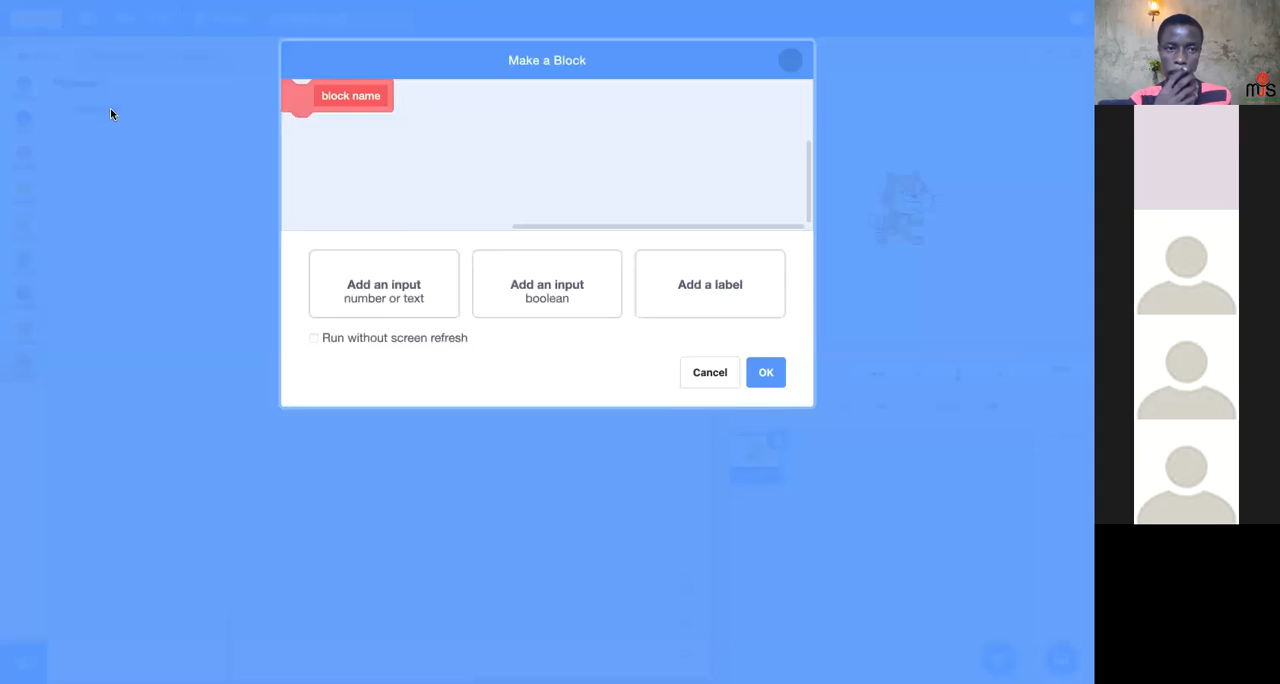 Make a Block
block name
Add an input
number or text
Add an input
boolean
Add a label
Run without screen refresh
Cancel
OK